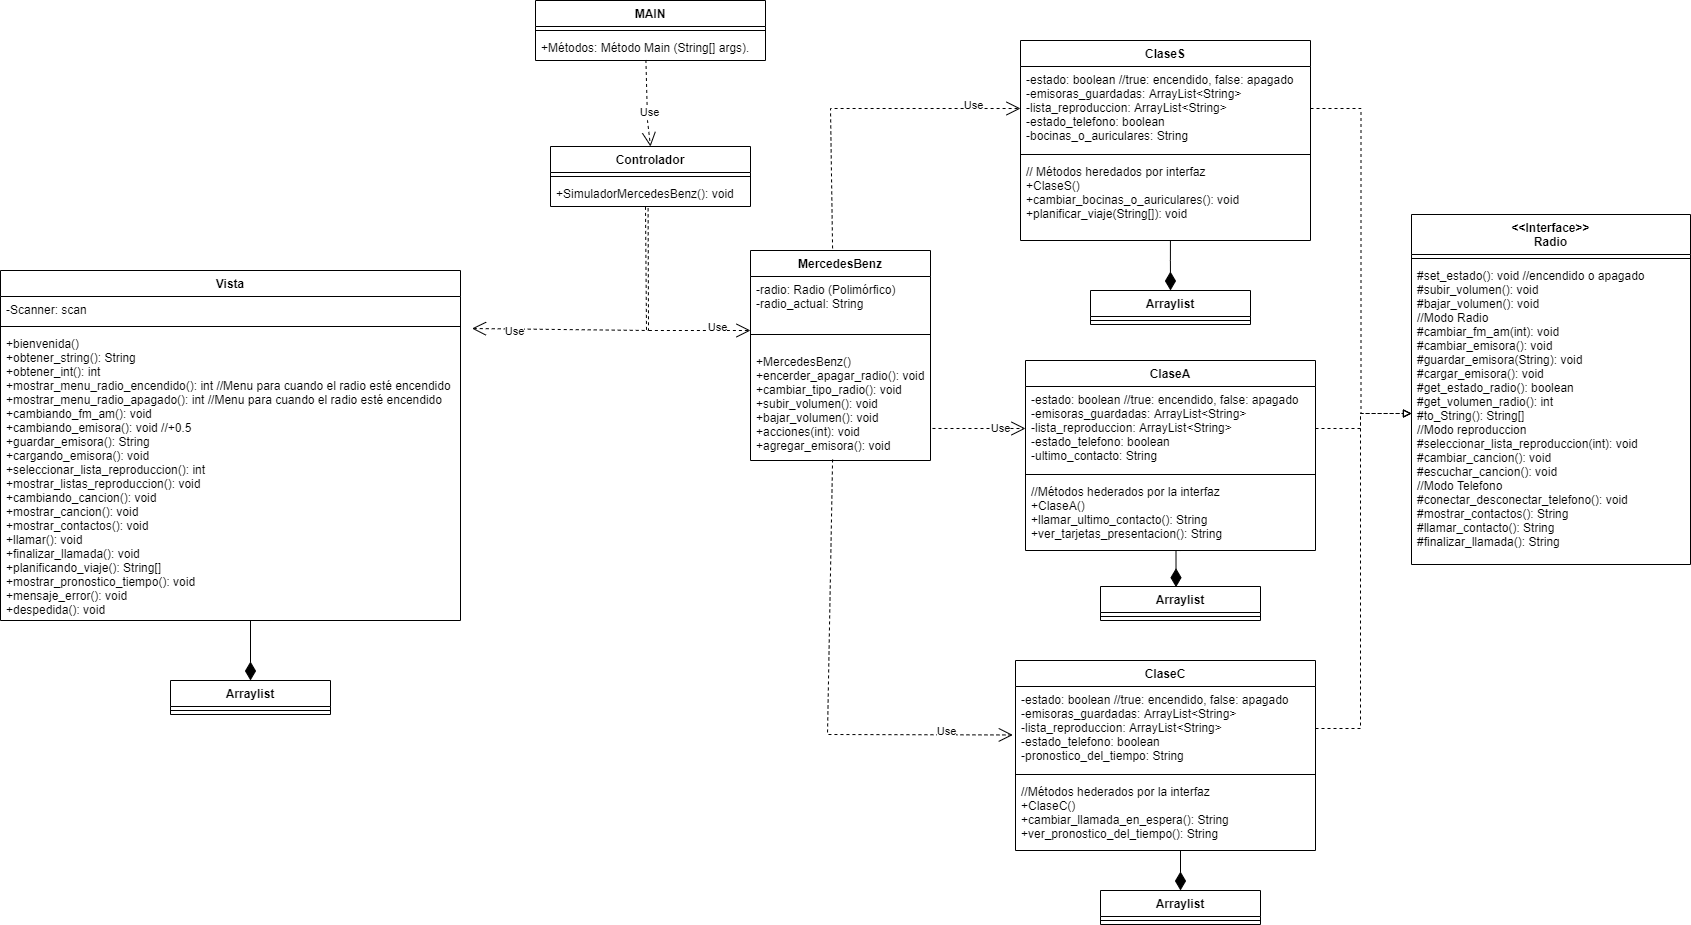 MAIN
+Métodos: Método Main (String[] args).
Use
Controlador
+SimuladorMercedesBenz(): void
Use
Use
Vista
-Scanner: scan
+bienvenida()
+obtener_string(): String
+obtener_int(): int
+mostrar_menu_radio_encendido(): int //Menu para cuando el radio esté encendido
+mostrar_menu_radio_apagado(): int //Menu para cuando el radio esté encendido
+cambiando_fm_am(): void
+cambiando_emisora(): void //+0.5
+guardar_emisora(): String
+cargando_emisora(): void
+seleccionar_lista_reproduccion(): int
+mostrar_listas_reproduccion(): void
+cambiando_cancion(): void
+mostrar_cancion(): void
+mostrar_contactos(): void
+llamar(): void
+finalizar_llamada(): void
+planificando_viaje(): String[]
+mostrar_pronostico_tiempo(): void
+mensaje_error(): void
+despedida(): void
Arraylist
MercedesBenz
-radio: Radio (Polimórfico)
-radio_actual: String
+MercedesBenz()
+encerder_apagar_radio(): void
+cambiar_tipo_radio(): void
+subir_volumen(): void
+bajar_volumen(): void
+acciones(int): void
+agregar_emisora(): void
Use
Use
Use
ClaseS
-estado: boolean //true: encendido, false: apagado
-emisoras_guardadas: ArrayList<String>
-lista_reproduccion: ArrayList<String>
-estado_telefono: boolean
-bocinas_o_auriculares: String
// Métodos heredados por interfaz
+ClaseS()
+cambiar_bocinas_o_auriculares(): void
+planificar_viaje(String[]): void
Arraylist
ClaseA
-estado: boolean //true: encendido, false: apagado
-emisoras_guardadas: ArrayList<String>
-lista_reproduccion: ArrayList<String>
-estado_telefono: boolean
-ultimo_contacto: String
//Métodos hederados por la interfaz
+ClaseA()
+llamar_ultimo_contacto(): String
+ver_tarjetas_presentacion(): String
Arraylist
ClaseC
-estado: boolean //true: encendido, false: apagado
-emisoras_guardadas: ArrayList<String>
-lista_reproduccion: ArrayList<String>
-estado_telefono: boolean
-pronostico_del_tiempo: String
//Métodos hederados por la interfaz
+ClaseC()
+cambiar_llamada_en_espera(): String
+ver_pronostico_del_tiempo(): String
Arraylist
<<Interface>>
Radio
#set_estado(): void //encendido o apagado
#subir_volumen(): void
#bajar_volumen(): void
//Modo Radio
#cambiar_fm_am(int): void
#cambiar_emisora(): void
#guardar_emisora(String): void
#cargar_emisora(): void
#get_estado_radio(): boolean
#get_volumen_radio(): int
#to_String(): String[]
//Modo reproduccion
#seleccionar_lista_reproduccion(int): void
#cambiar_cancion(): void
#escuchar_cancion(): void
//Modo Telefono
#conectar_desconectar_telefono(): void
#mostrar_contactos(): String
#llamar_contacto(): String
#finalizar_llamada(): String